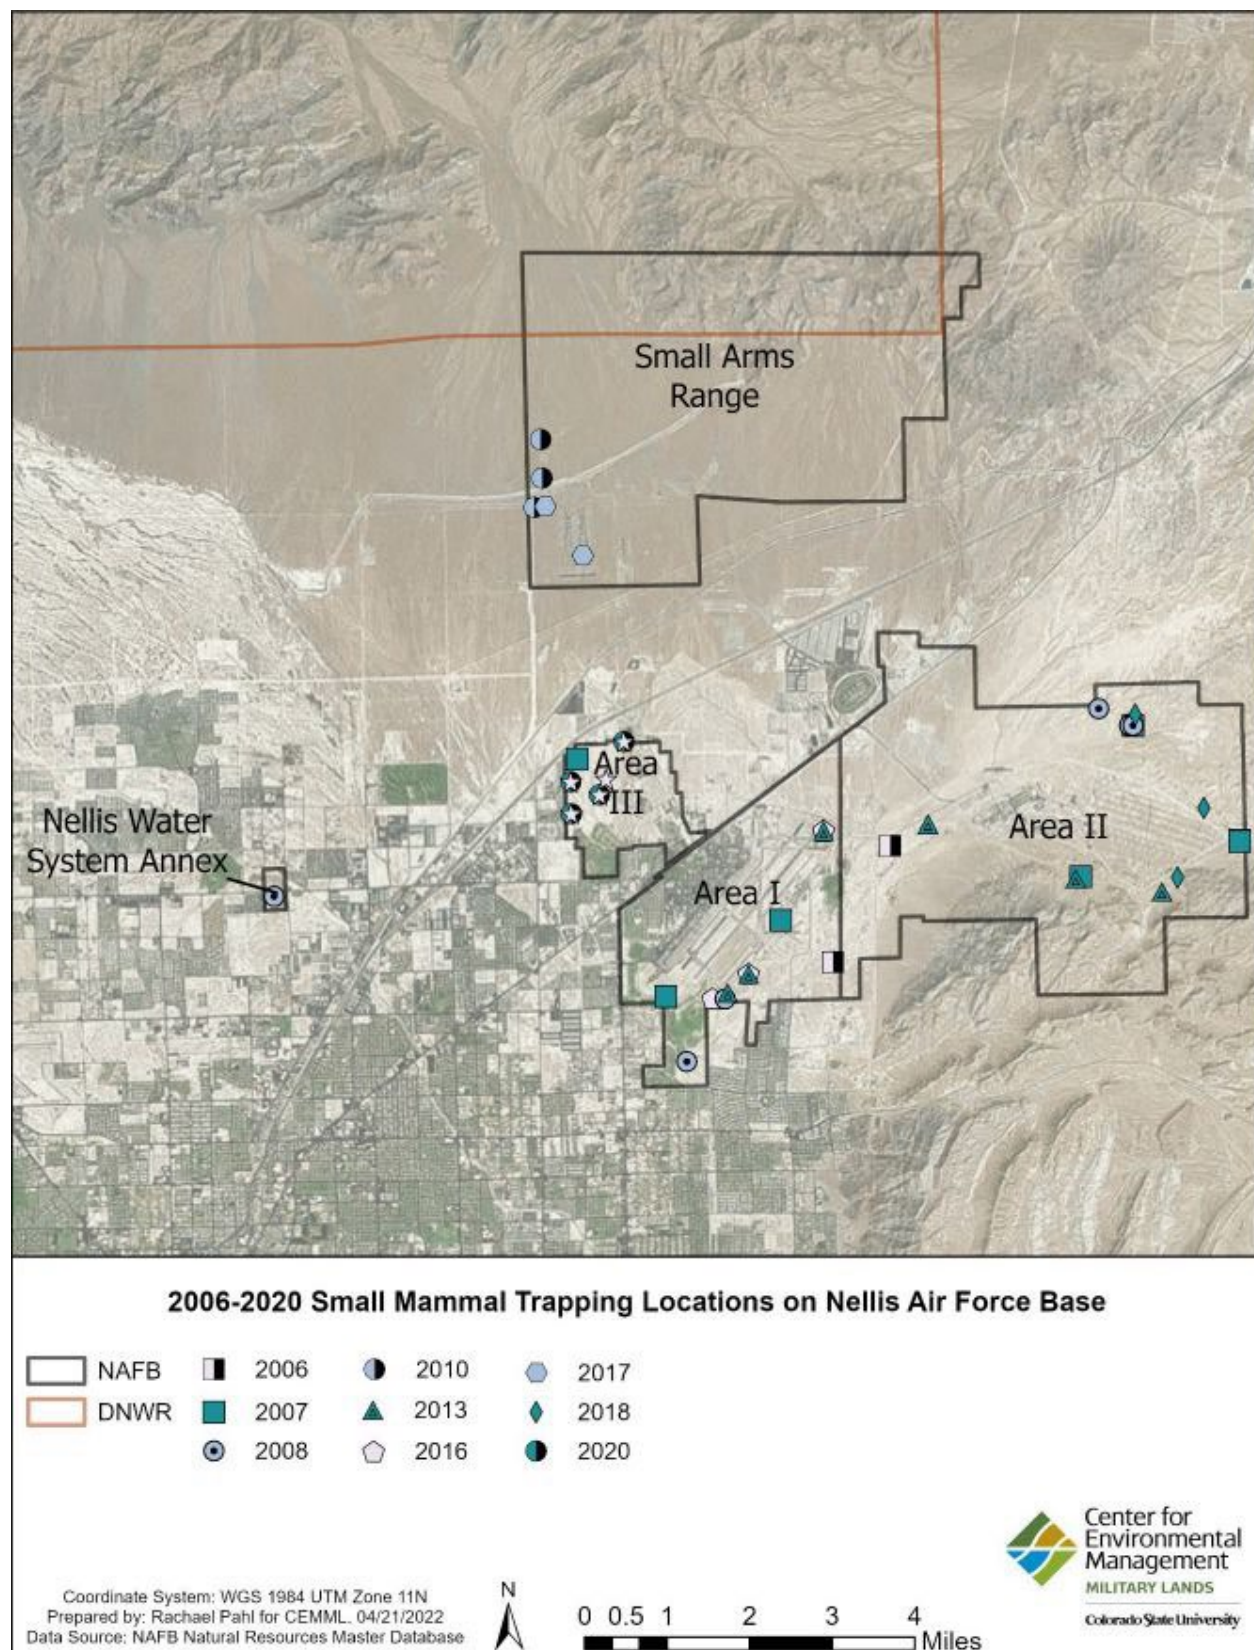 Small Arms
Range
Area
III
Nellis Water
System Annex
Area II
Area I
2006-2020 Small Mammal Trapping Locations on Nellis Air Force Base
NAFB
DNWR
2006
2007
2008
2010
2013
2016
2017
2018
2020
Coordinate System: WGS 1984 UTM Zone 11N
Prepared by: Rachael Pahl for CEMML. 04/21/2022
Data Source: NAFB Natural Resources Master Database
N
0 0.5 1 2 3 4
Miles
Center for
Environmental
Management
MILITARY LANDS
Colorado State University